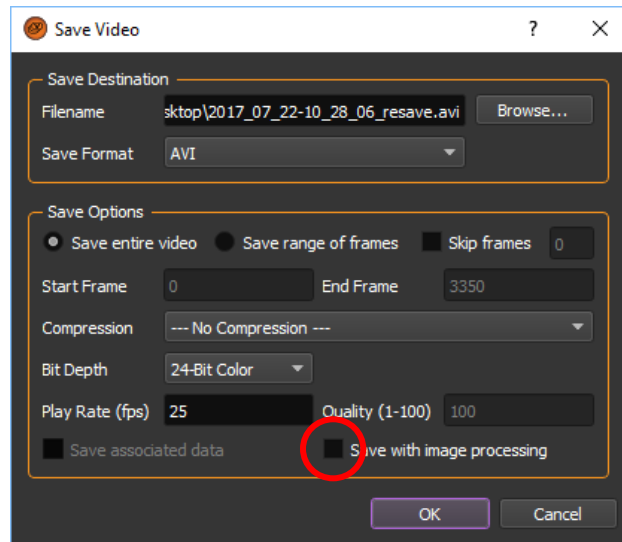 Save Video ?
Save Destination
Filename sktop\2017_07_22-10_28_06_resave.avi Browse...
Save Format AVI
Save Options
Save entire video Save range of frames Skip frames 0
Start Frame 0 End Frame 3350
Compression --- No Compression ---
Bit Depth 24-Bit Color
Play Rate (fps) 25 Quality (1-100) 100
Save associated data Save with image processing
OK Cancel